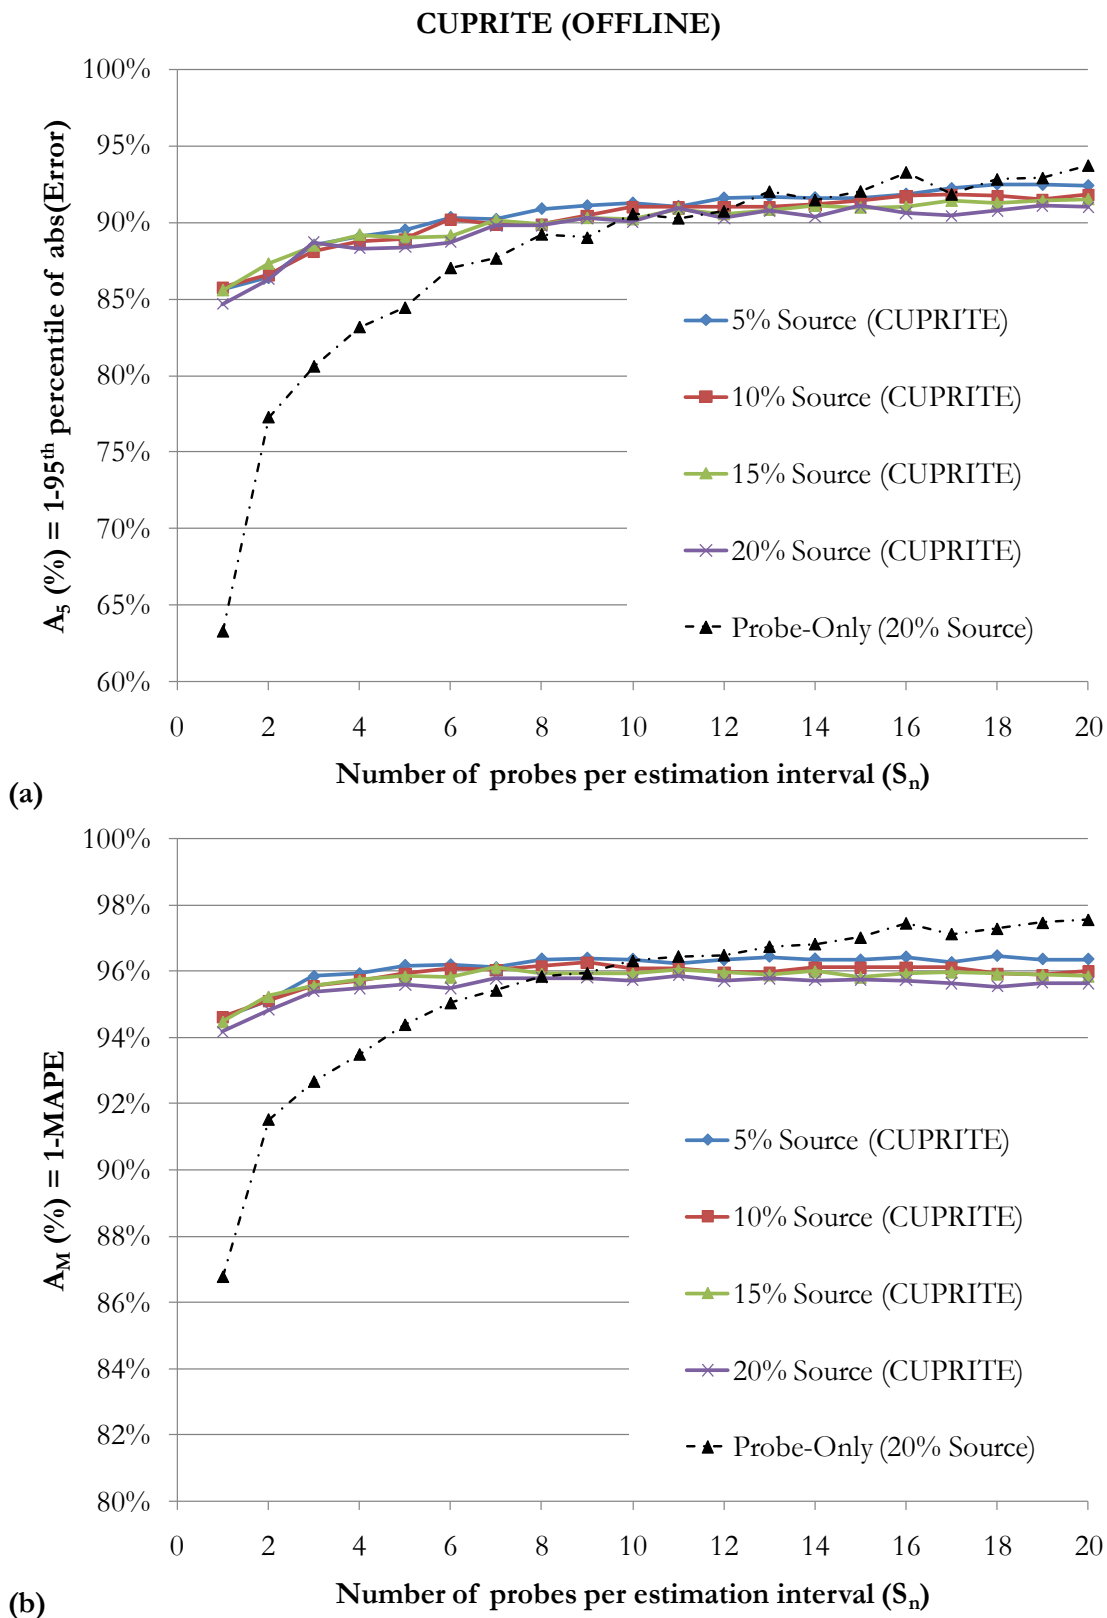 CUPRITE (OFFLINE)
A5 (%) = 1-95th percentile of abs(Error)
100%
95%
90%
85%
80%
75%
70%
65%
60%
5% Source (CUPRITE)
10% Source (CUPRITE)
15% Source (CUPRITE)
20% Source (CUPRITE)
Probe-Only (20% Source)
0 2 4 6 8 10 12 14 16 18 20
Number of probes per estimation interval (Sn)
(a)
AM (%) = 1-MAPE
100%
98%
96%
94%
92%
90%
88%
86%
84%
82%
80%
5% Source (CUPRITE)
10% Source (CUPRITE)
15% Source (CUPRITE)
20% Source (CUPRITE)
Probe-Only (20% Source)
0 2 4 6 8 10 12 14 16 18 20
Number of probes per estimation interval (Sn)
(b)